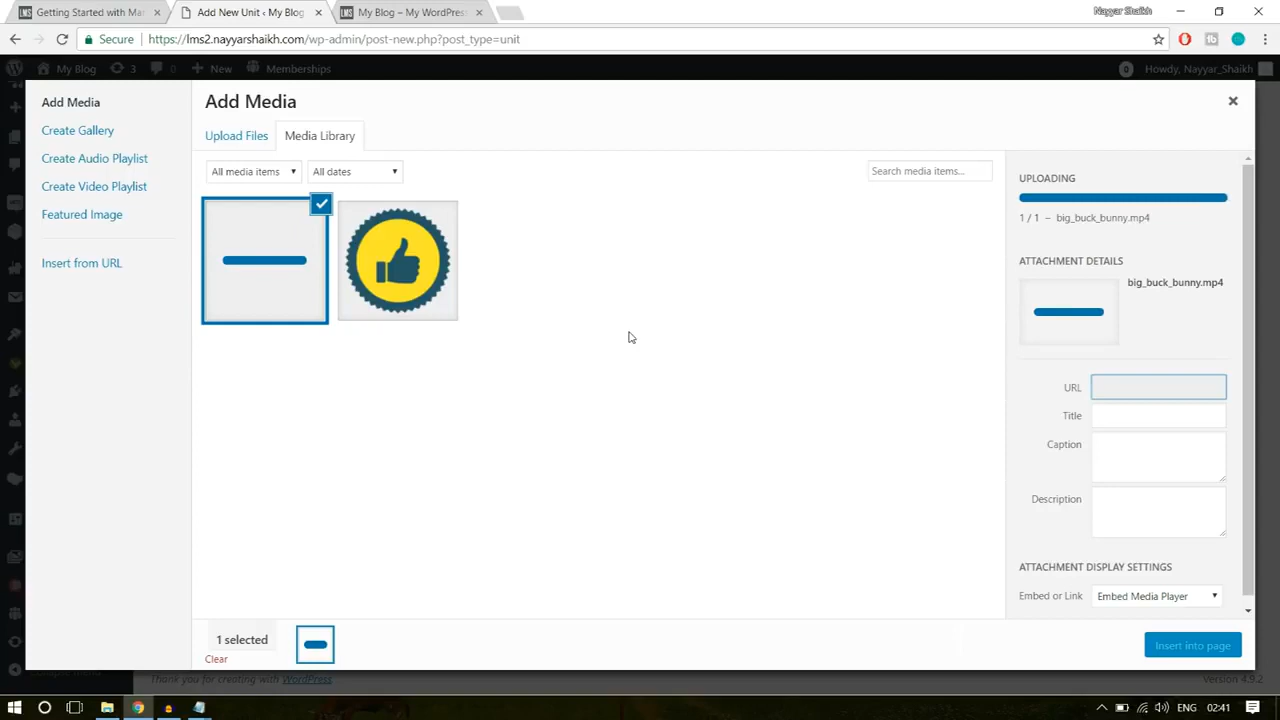 Getting Started with Mar
Add New Unit ‹ My Blog
My Blog – My WordPress
Nayyar Shaikh
Secure
https://lms2.nayyarshaikh.com/wp-admin/post-new.php?post_type=unit
My Blog
3
0
New
Memberships
0
Howdy, Nayyar_Shaikh
Add Media
Create Gallery
Create Audio Playlist
Create Video Playlist
Featured Image
Insert from URL
Add Media
Upload Files
Media Library
All media items
All dates
Search media items...
UPLOADING
1 / 1 – big_buck_bunny.mp4
ATTACHMENT DETAILS
big_buck_bunny.mp4
URL
Title
Caption
Description
ATTACHMENT DISPLAY SETTINGS
Embed or Link
Embed Media Player
1 selected
Clear
Insert into page
Collapse menu
Thank you for creating with WordPress
Version 4.9.2
ENG
02:41